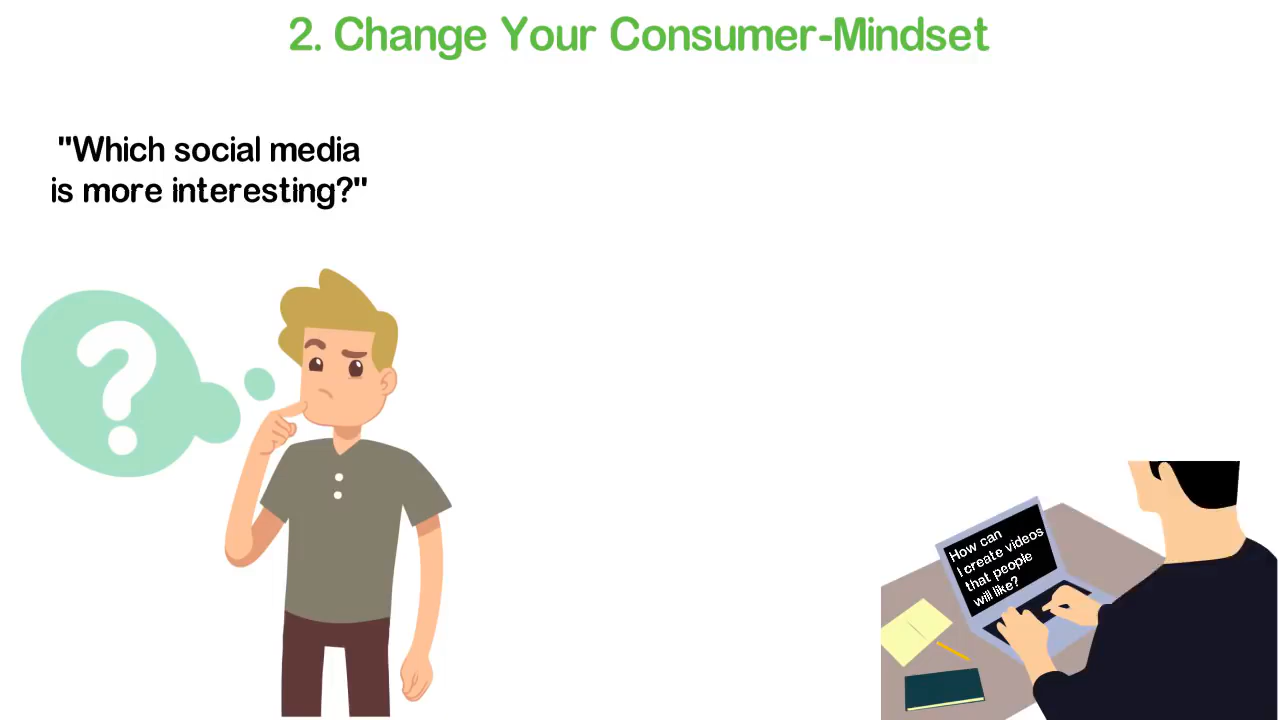 2. Change Your Consumer-Mindset
"Which social media
is more interesting?"
How can
I create videos
that people
will like?